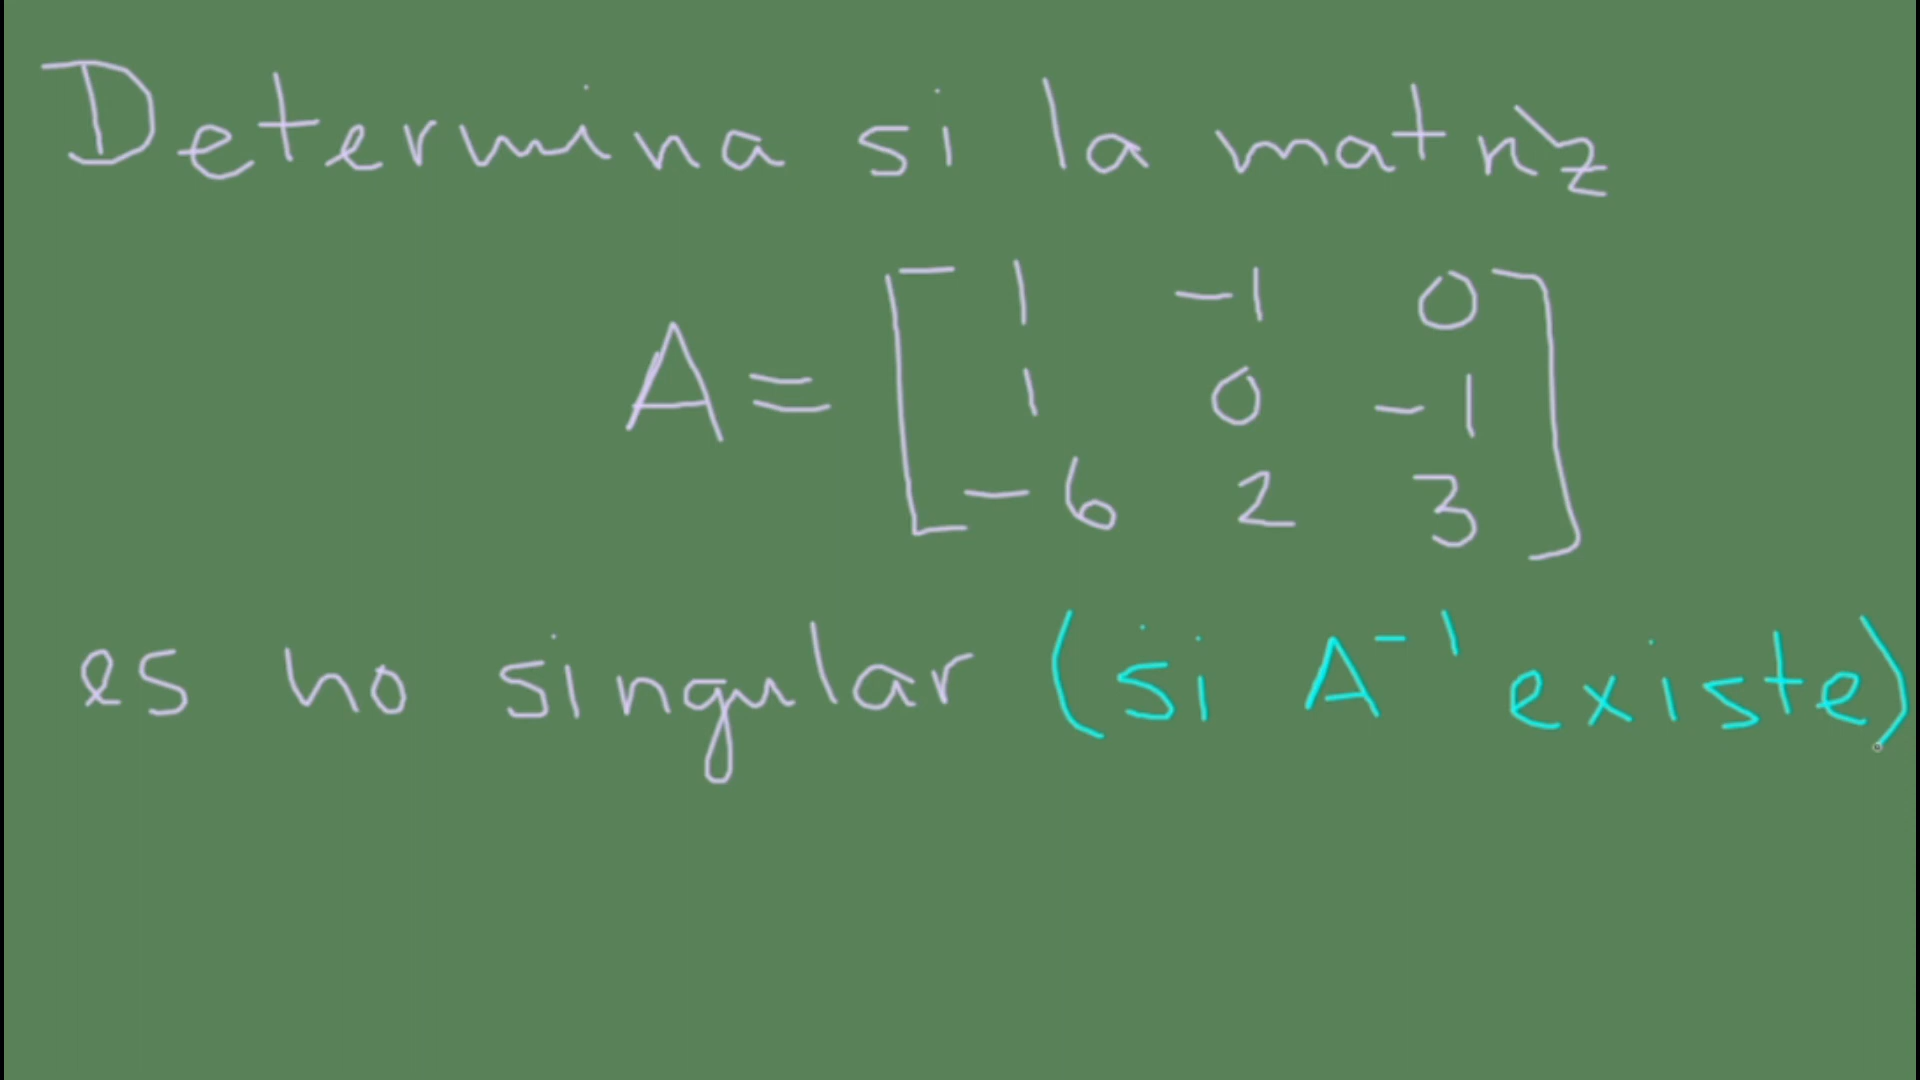 Determina si la matriz
A = [ 1 -1 0
1 0 -1
-6 2 3 ]
es no singular (si A⁻¹ existe)